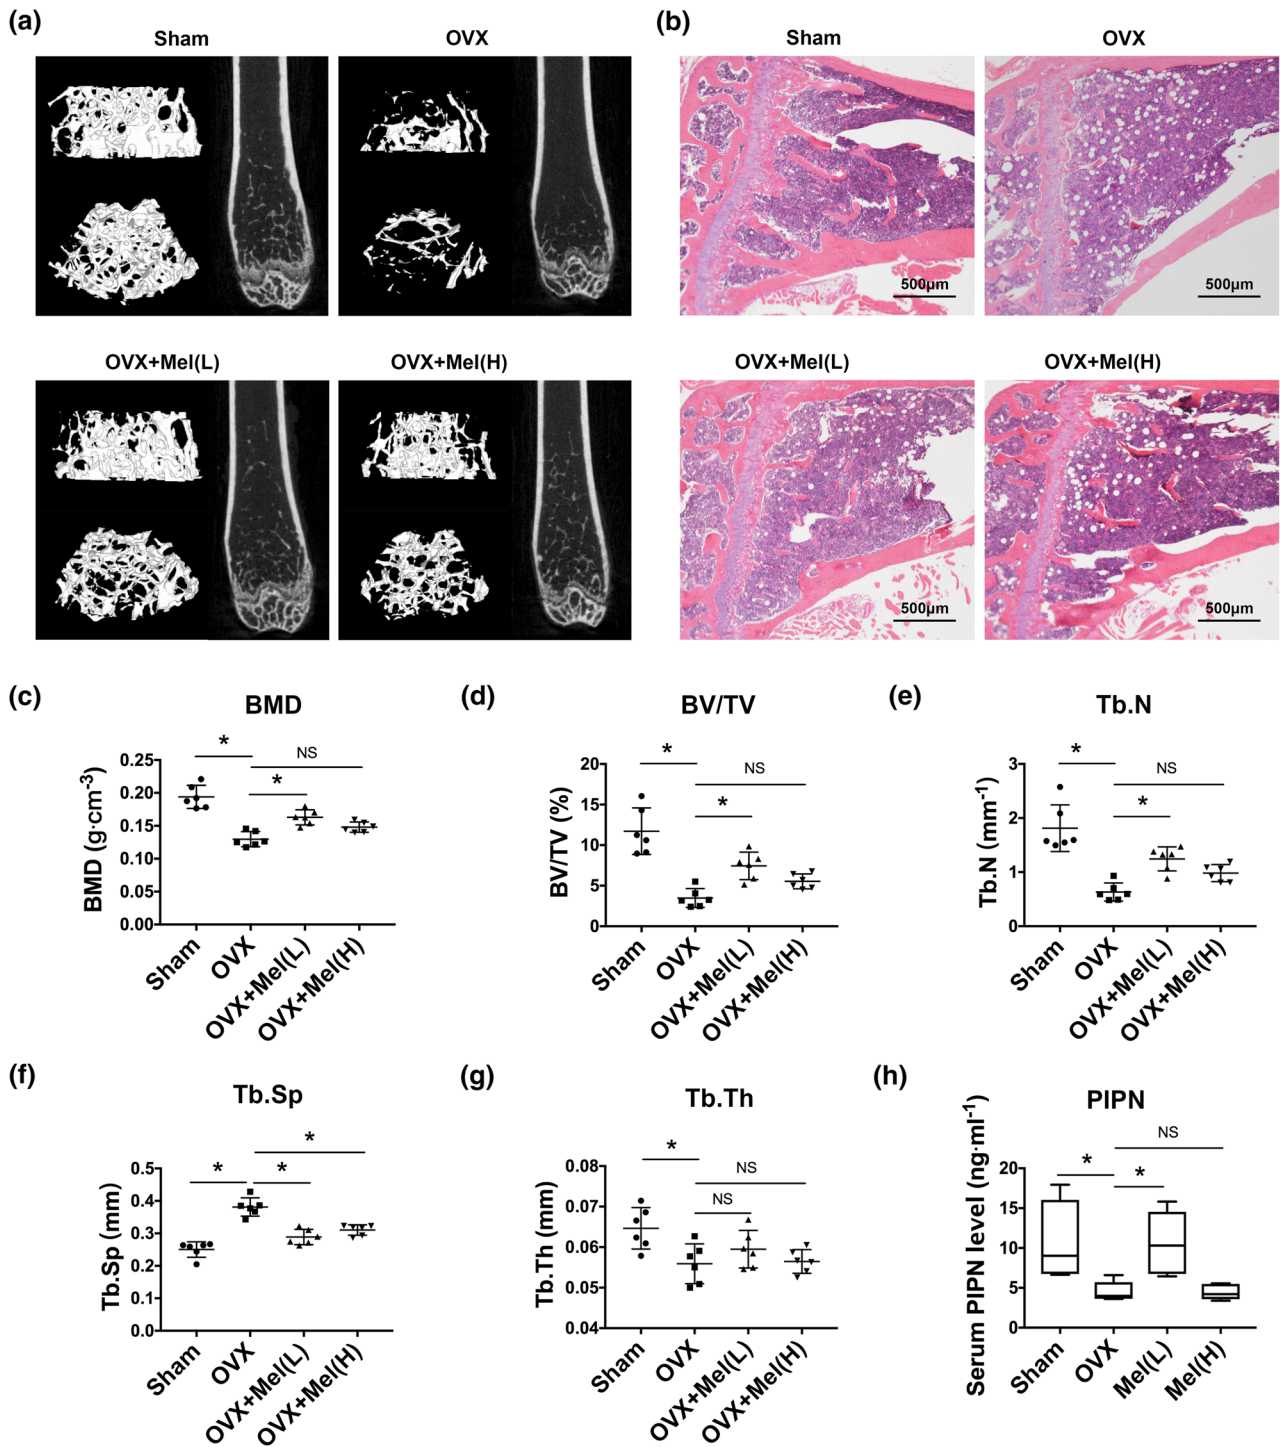 (a)
Sham
OVX
OVX+Mel(L)
OVX+Mel(H)
(b)
Sham
OVX
500μm
500μm
OVX+Mel(L)
OVX+Mel(H)
500μm
500μm
(c)
BMD
*
NS
*
BMD (g·cm-3)
0.25
0.20
0.15
0.10
0.05
0.00
Sham
OVX
OVX+Mel(L)
OVX+Mel(H)
(d)
BV/TV
*
NS
*
BV/TV (%)
20
15
10
5
0
Sham
OVX
OVX+Mel(L)
OVX+Mel(H)
(e)
Tb.N
*
NS
*
Tb.N (mm-1)
3
2
1
0
Sham
OVX
OVX+Mel(L)
OVX+Mel(H)
(f)
Tb.Sp
*
*
*
Tb.Sp (mm)
0.5
0.4
0.3
0.2
0.1
0.0
Sham
OVX
OVX+Mel(L)
OVX+Mel(H)
(g)
Tb.Th
*
NS
NS
Tb.Th (mm)
0.08
0.07
0.06
0.05
0.04
Sham
OVX
OVX+Mel(L)
OVX+Mel(H)
(h)
PIPN
NS
*
*
Serum PIPN level (ng·ml-1)
20
15
10
5
0
Sham
OVX
Mel(L)
Mel(H)